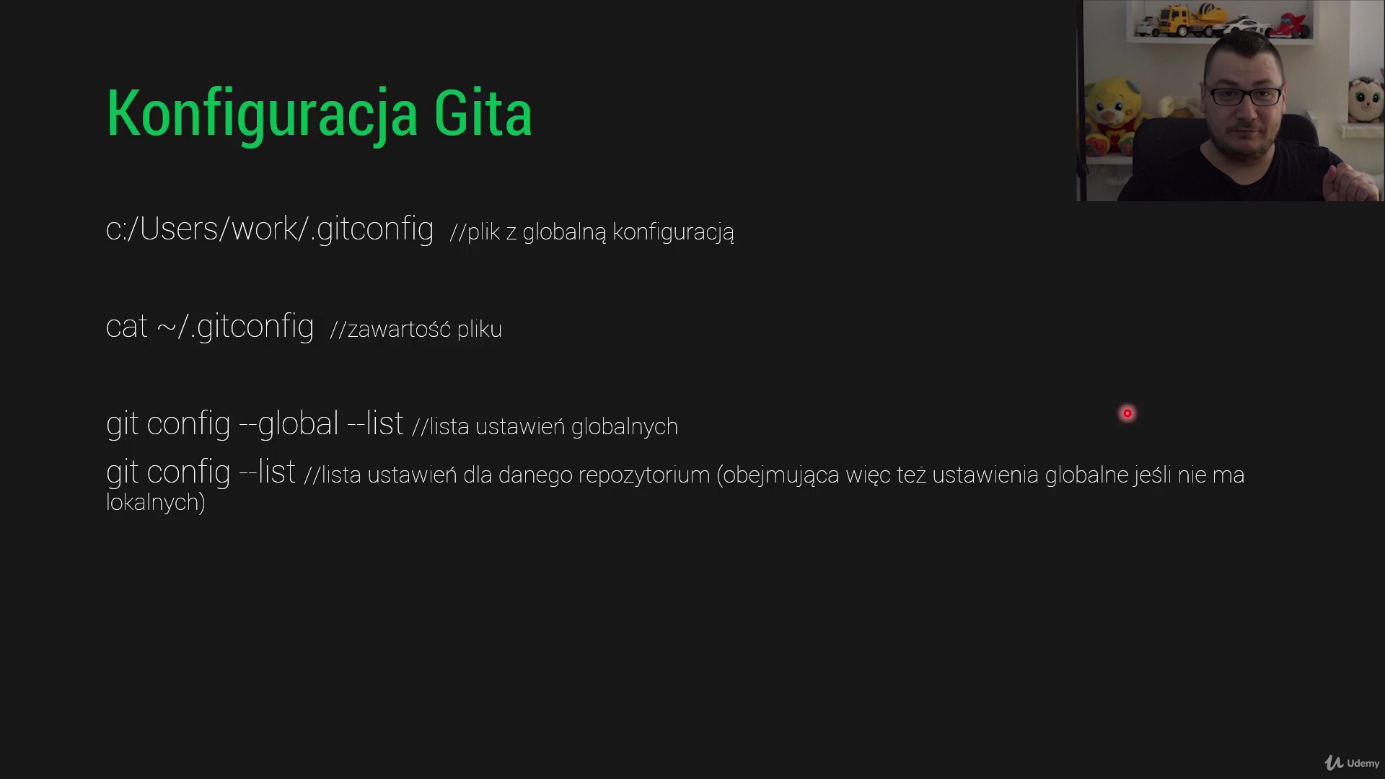 Konfiguracja Gita
c:/Users/work/.gitconfig //plik z globalną konfiguracją
cat ~/.gitconfig //zawartość pliku
git config --global --list //lista ustawień globalnych
git config --list //lista ustawień dla danego repozytorium (obejmująca więc też ustawienia globalne jeśli nie ma
lokalnych)
Udemy